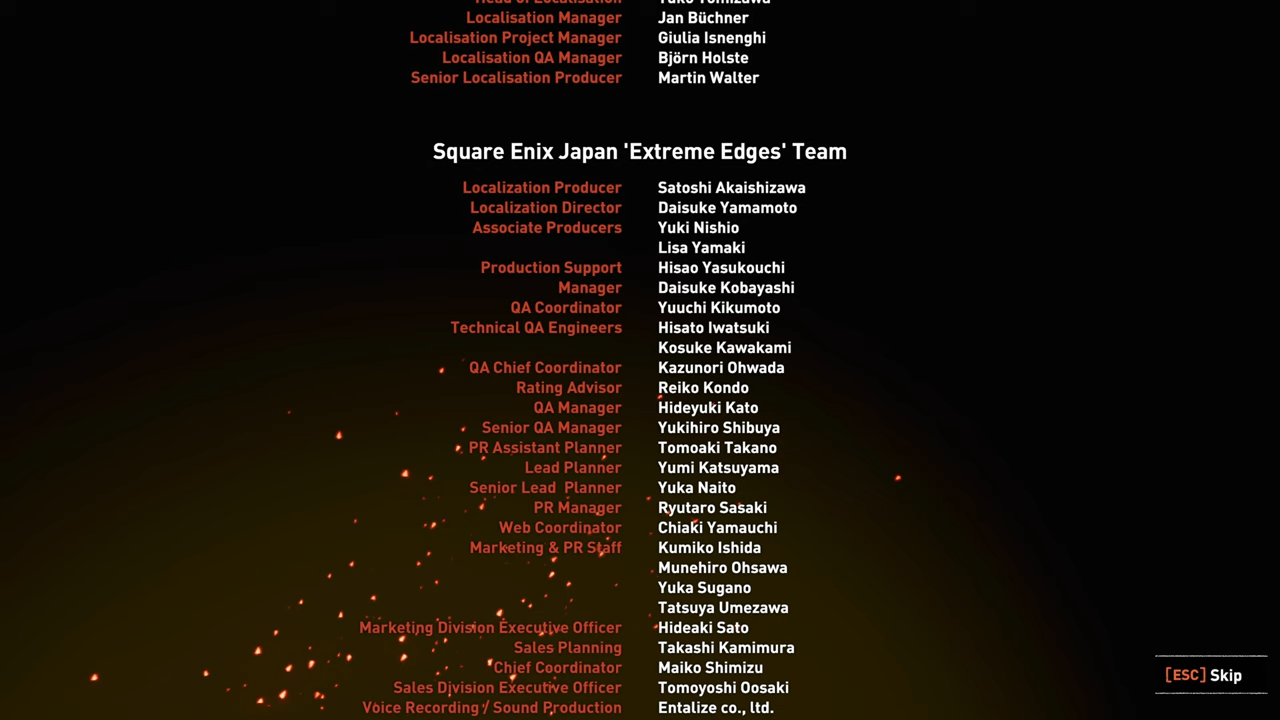 Localisation Manager Jan Büchner
Localisation Project Manager Giulia Isnenghi
Localisation QA Manager Björn Holste
Senior Localisation Producer Martin Walter
Square Enix Japan 'Extreme Edges' Team
Localization Producer Satoshi Akaishizawa
Localization Director Daisuke Yamamoto
Associate Producers Yuki Nishio
Lisa Yamaki
Production Support Hisao Yasukouchi
Manager Daisuke Kobayashi
QA Coordinator Yuuchi Kikumoto
Technical QA Engineers Hisato Iwatsuki
Kosuke Kawakami
QA Chief Coordinator Kazunori Ohwada
Rating Advisor Reiko Kondo
QA Manager Hideyuki Kato
Senior QA Manager Yukihiro Shibuya
PR Assistant Planner Tomoaki Takano
Lead Planner Yumi Katsuyama
Senior Lead  Planner Yuka Naito
PR Manager Ryutaro Sasaki
Web Coordinator Chiaki Yamauchi
Marketing & PR Staff Kumiko Ishida
Munehiro Ohsawa
Yuka Sugano
Tatsuya Umezawa
Marketing Division Executive Officer Hideaki Sato
Sales Planning Takashi Kamimura
Chief Coordinator Maiko Shimizu
Sales Division Executive Officer Tomoyoshi Oosaki
Voice Recording / Sound Production Entalize co., ltd.
[ESC] Skip